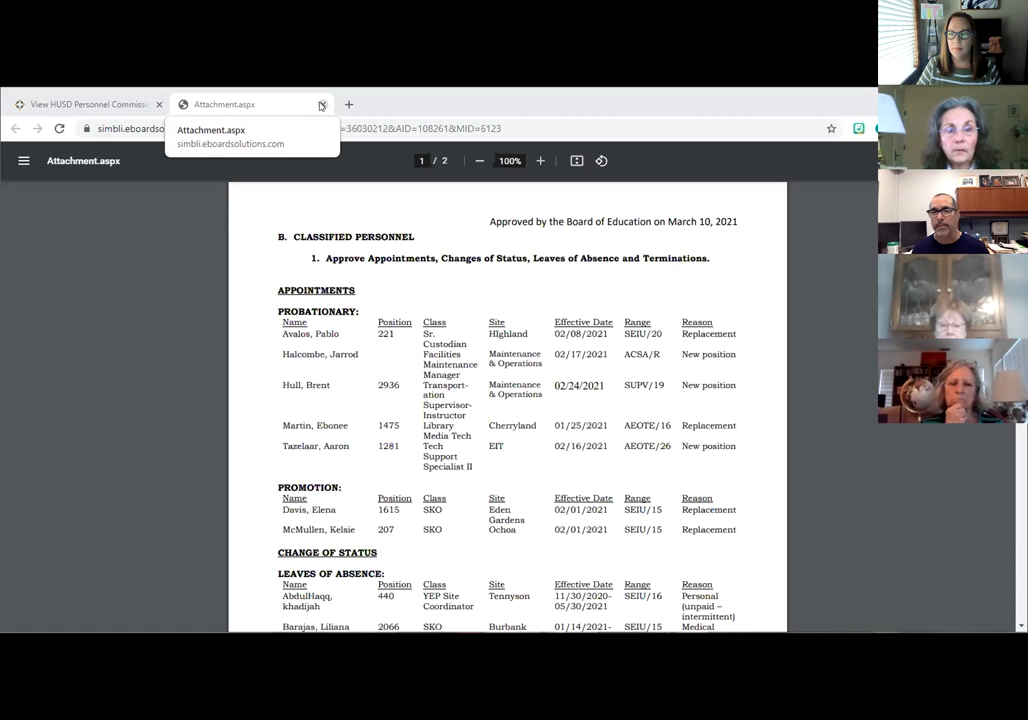 View HUSD Personnel Commiss
Attachment.aspx
simbli.eboardso
=36030212&AID=108261&MID=6123
Attachment.aspx
simbli.eboardsolutions.com
Attachment.aspx
1 / 2
100%
Approved by the Board of Education on March 10, 2021
B. CLASSIFIED PERSONNEL
1. Approve Appointments, Changes of Status, Leaves of Absence and Terminations.
APPOINTMENTS
PROBATIONARY:
Name Position Class Site Effective Date Range Reason
Avalos, Pablo 221 Sr. HIghland 02/08/2021 SEIU/20 Replacement
Custodian
Halcombe, Jarrod Facilities Maintenance 02/17/2021 ACSA/R New position
Maintenance & Operations
Manager
Hull, Brent 2936 Transport- Maintenance 02/24/2021 SUPV/19 New position
ation & Operations
Supervisor-
Instructor
Martin, Ebonee 1475 Library Cherryland 01/25/2021 AEOTE/16 Replacement
Media Tech
Tazelaar, Aaron 1281 Tech EIT 02/16/2021 AEOTE/26 New position
Support
Specialist II
PROMOTION:
Name Position Class Site Effective Date Range Reason
Davis, Elena 1615 SKO Eden 02/01/2021 SEIU/15 Replacement
Gardens
McMullen, Kelsie 207 SKO Ochoa 02/01/2021 SEIU/15 Replacement
CHANGE OF STATUS
LEAVES OF ABSENCE:
Name Position Class Site Effective Date Range Reason
AbdulHaqq, 440 YEP Site Tennyson 11/30/2020- SEIU/16 Personal
khadijah Coordinator 05/30/2021 (unpaid –
intermittent)
Barajas, Liliana 2066 SKO Burbank 01/14/2021- SEIU/15 Medical